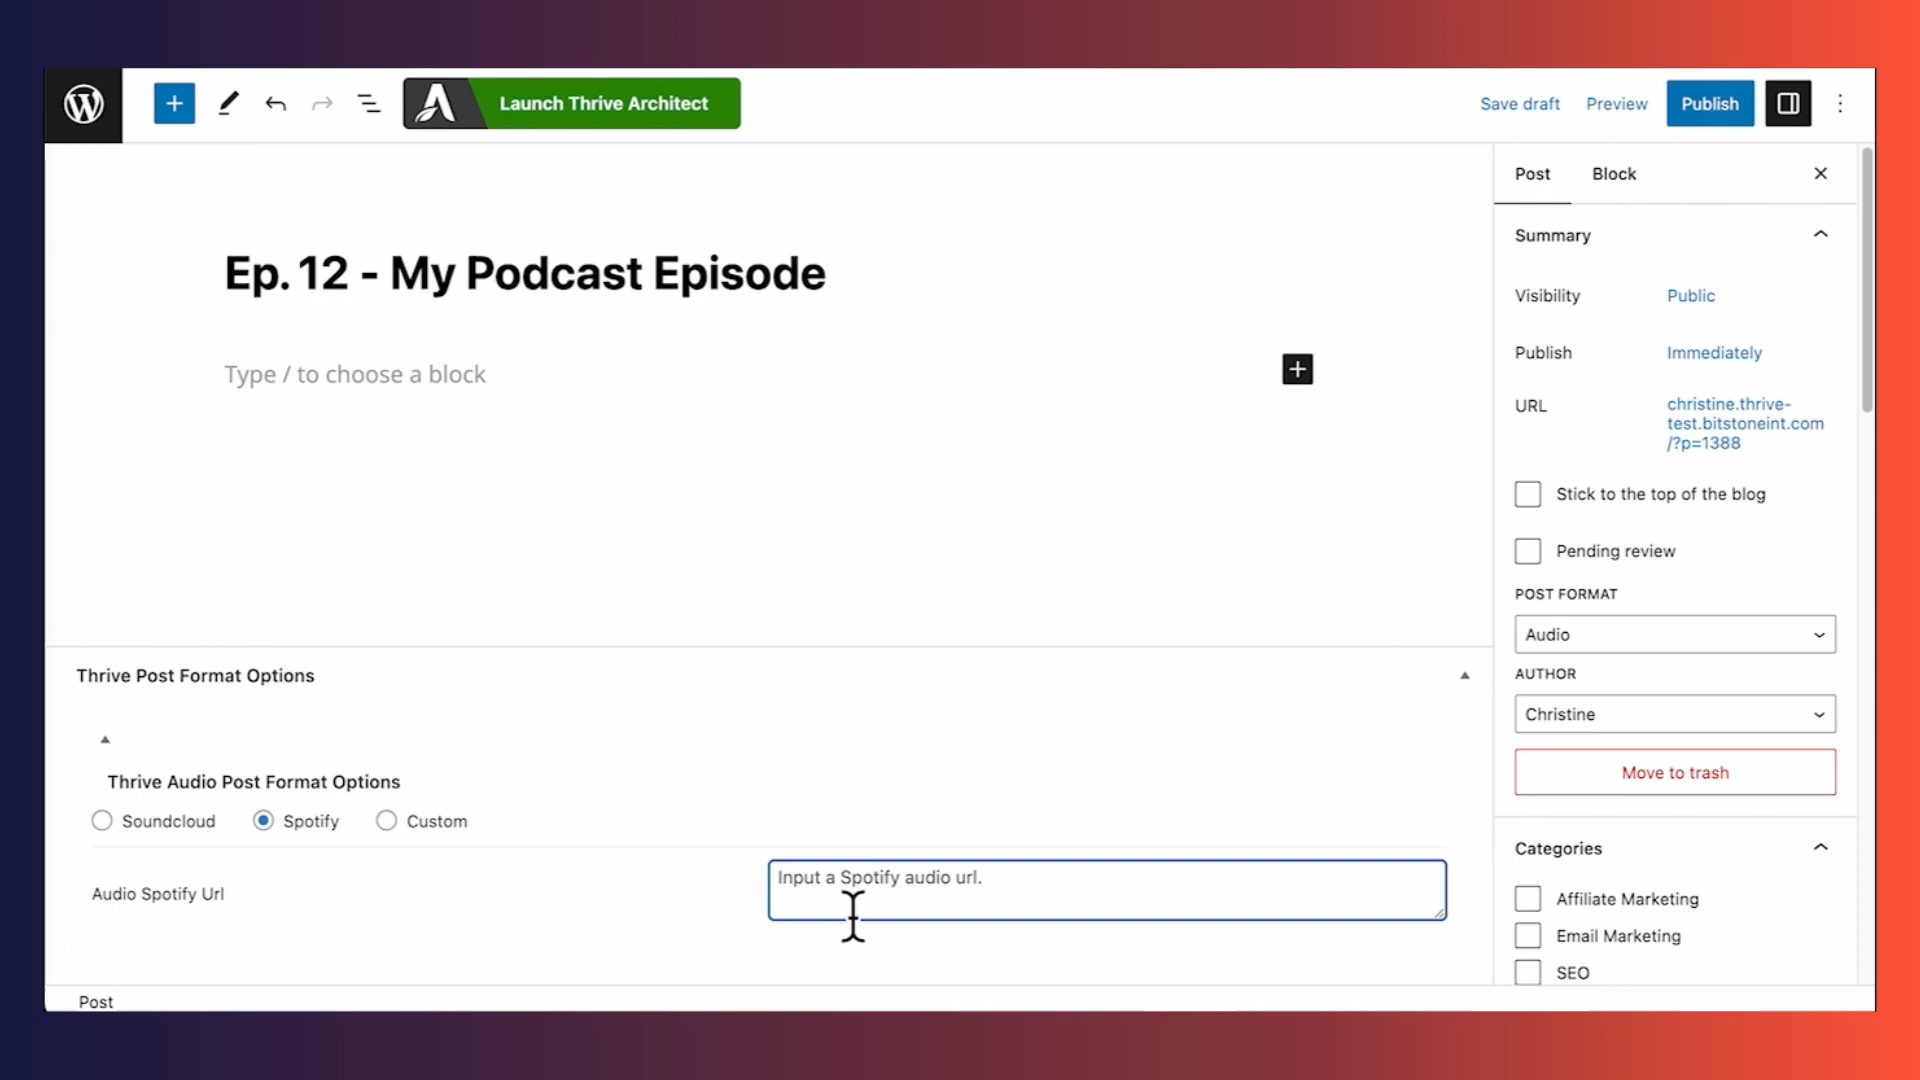 Launch Thrive Architect
Save draft
Preview
Publish
Post
Block
Ep. 12 - My Podcast Episode
Type / to choose a block
Summary
Visibility
Public
Publish
Immediately
URL
christine.thrive-
test.bitstoneint.com
/?p=1388
Stick to the top of the blog
Pending review
POST FORMAT
Audio
AUTHOR
Christine
Move to trash
Categories
Affiliate Marketing
Email Marketing
SEO
Thrive Post Format Options
Thrive Audio Post Format Options
Soundcloud
Spotify
Custom
Audio Spotify Url
Input a Spotify audio url.
Post